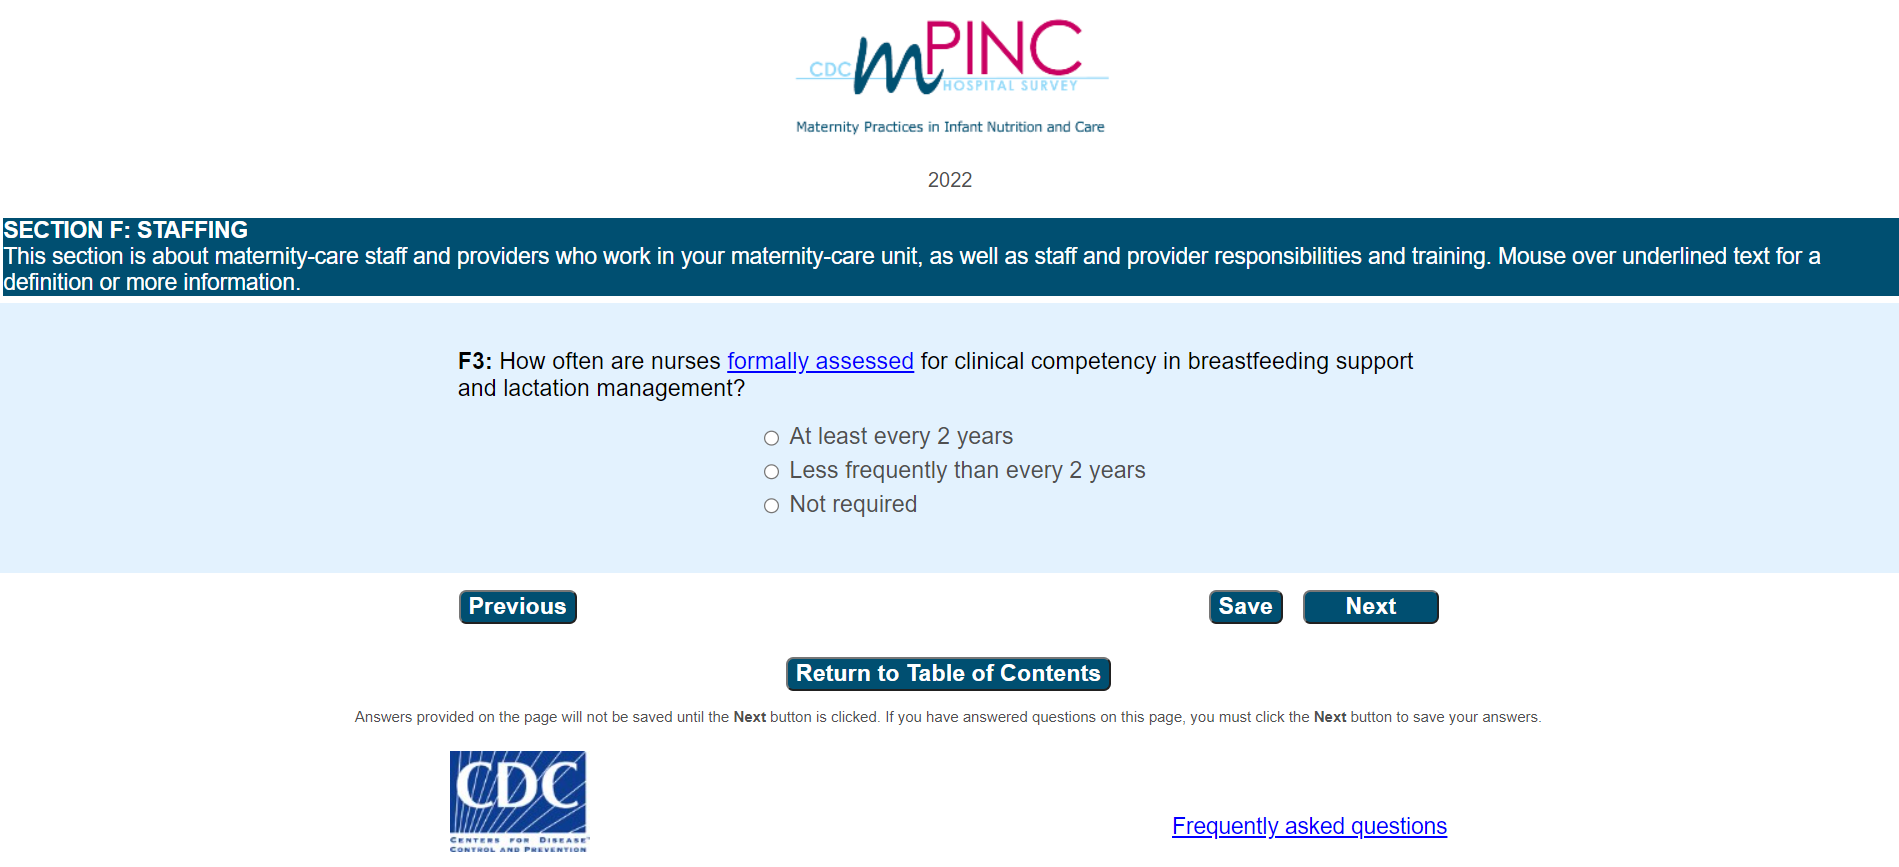 CDC mPINC
HOSPITAL SURVEY
Maternity Practices in Infant Nutrition and Care
2022
SECTION F: STAFFING
This section is about maternity-care staff and providers who work in your maternity-care unit, as well as staff and provider responsibilities and training. Mouse over underlined text for a
definition or more information.
F3: How often are nurses formally assessed for clinical competency in breastfeeding support
and lactation management?
At least every 2 years
Less frequently than every 2 years
Not required
Previous
Save
Next
Return to Table of Contents
Answers provided on the page will not be saved until the Next button is clicked. If you have answered questions on this page, you must click the Next button to save your answers.
CDC
CENTERS FOR DISEASE
CONTROL AND PREVENTION
Frequently asked questions